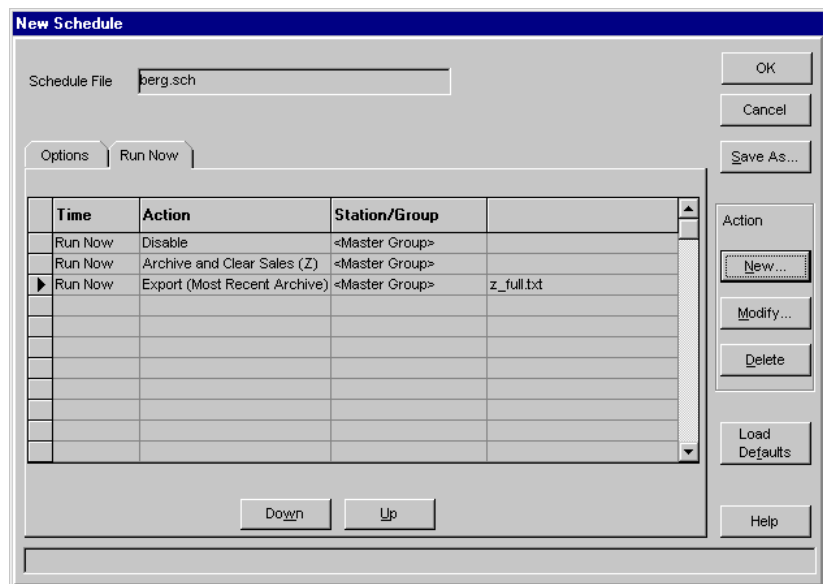 New Schedule
Schedule File berg.sch
OK
Cancel
Save As...
Options Run Now
Time Action Station/Group
Run Now Disable <Master Group>
Run Now Archive and Clear Sales (Z) <Master Group>
Run Now Export (Most Recent Archive) <Master Group> z_full.txt
Action
New...
Modify...
Delete
Load
Defaults
Down Up
Help